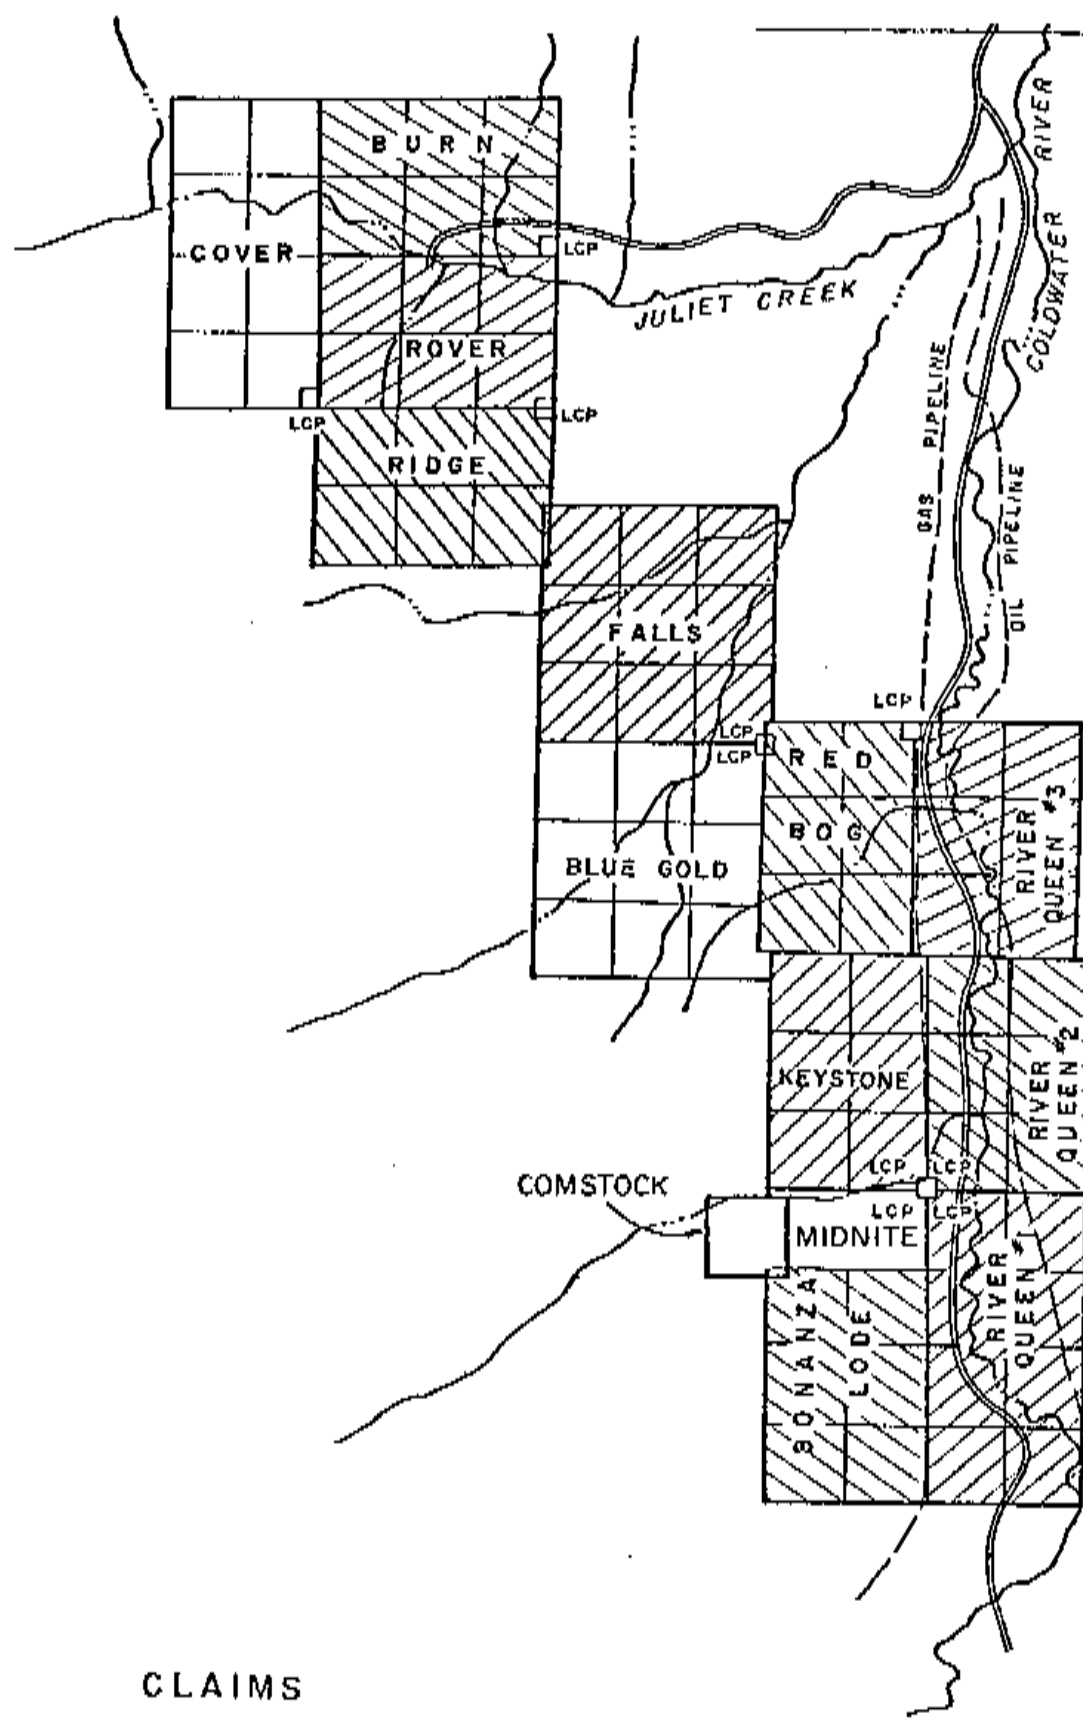 BURN
RIVER
COVER
LCP
COLDWATER
JULIET CREEK
ROVER
LCP
LCP
GAS PIPELINE
RIDGE
OIL PIPELINE
FALLS
LCP
LCP
LCP
RED
BOG
RIVER
QUEEN #3
BLUE GOLD
KEYSTONE
RIVER
QUEEN #2
LCP LCP
COMSTOCK
LCP LCP
MIDNITE
RIVER
QUEEN #1
BONANZA
LODE
CLAIMS